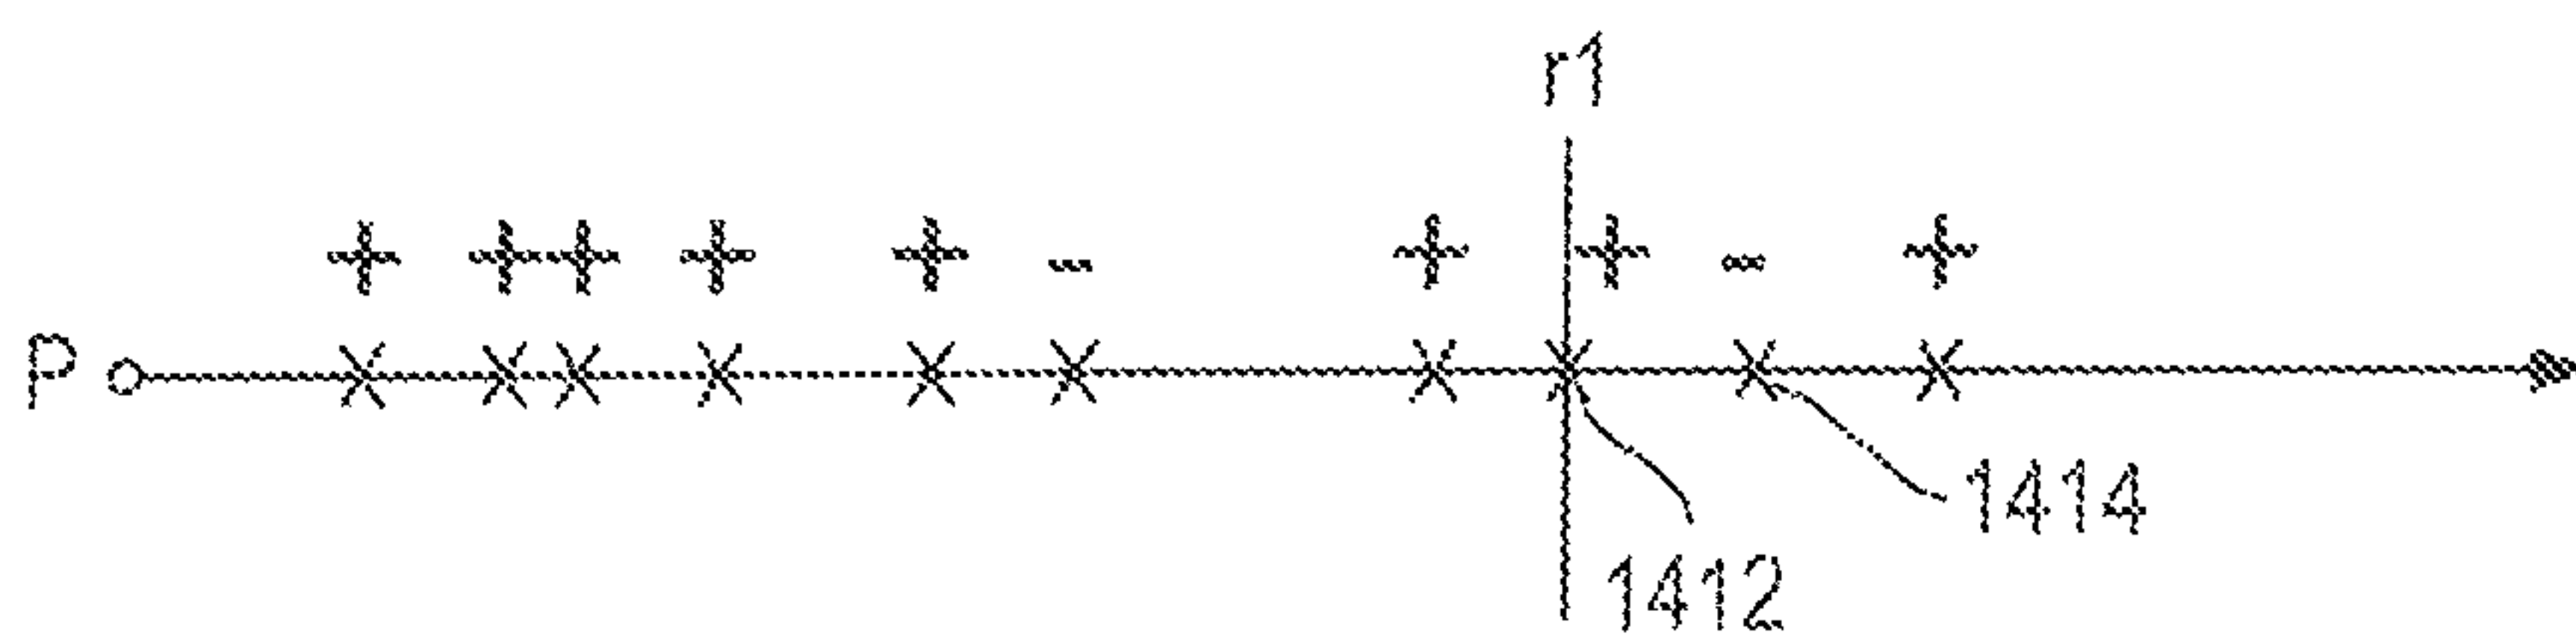 r1
+ + + + + - + + - +
P
1414
1412